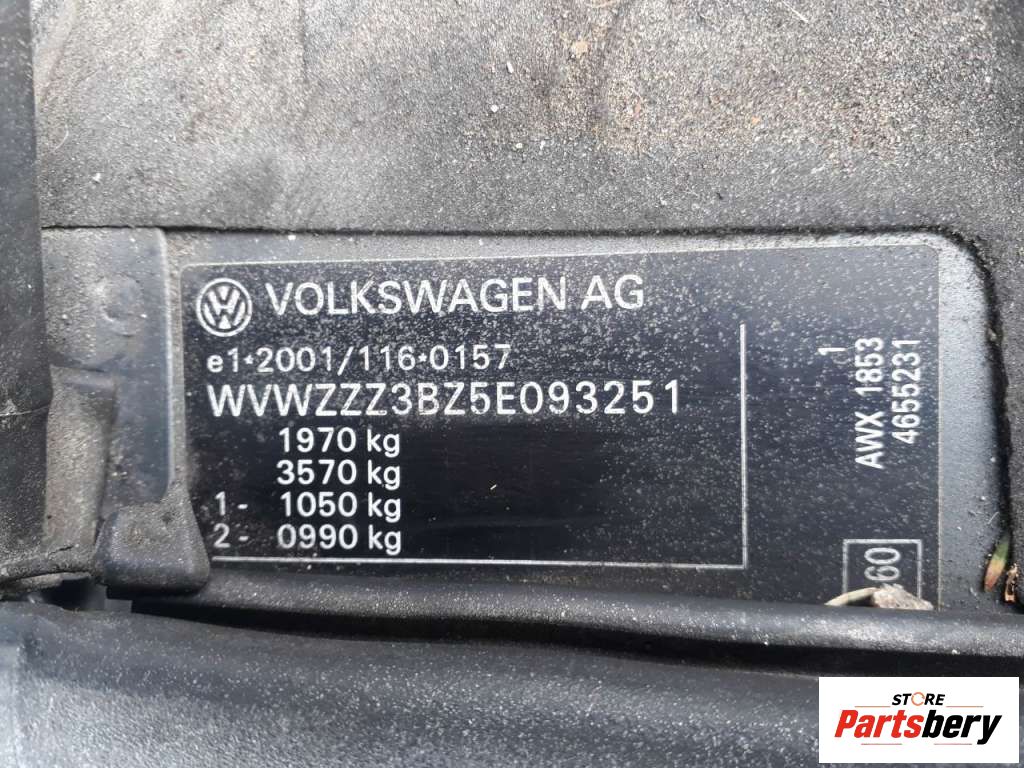 VOLKSWAGEN AG
e1*2001/116*0157
WVWZZZ3BZ5E093251
1970 kg
3570 kg
1- 1050 kg
2- 0990 kg
1
AWX 1853
4655231
STORE
Partsbery